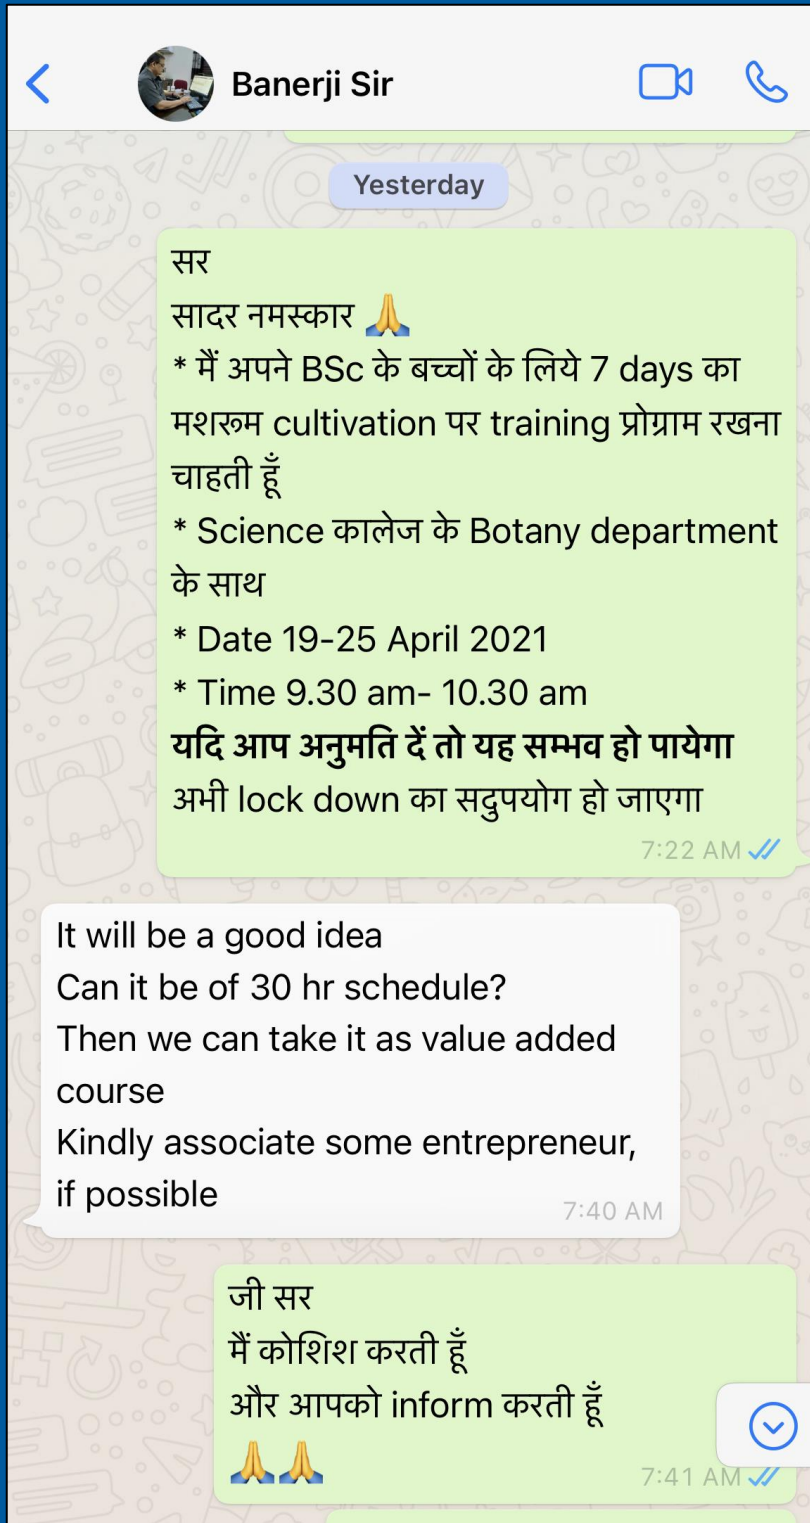 Banerji Sir
Yesterday
सर
सादर नमस्कार 🙏
* मैं अपने BSc के बच्चों के लिये 7 days का
मशरूम cultivation पर training प्रोग्राम रखना
चाहती हूँ
* Science कालेज के Botany department
के साथ
* Date 19-25 April 2021
* Time 9.30 am- 10.30 am
यदि आप अनुमति दें तो यह सम्भव हो पायेगा
अभी lock down का सदुपयोग हो जाएगा
7:22 AM
It will be a good idea
Can it be of 30 hr schedule?
Then we can take it as value added
course
Kindly associate some entrepreneur,
if possible
7:40 AM
जी सर
मैं कोशिश करती हूँ
और आपको inform करती हूँ
🙏🙏
7:41 AM